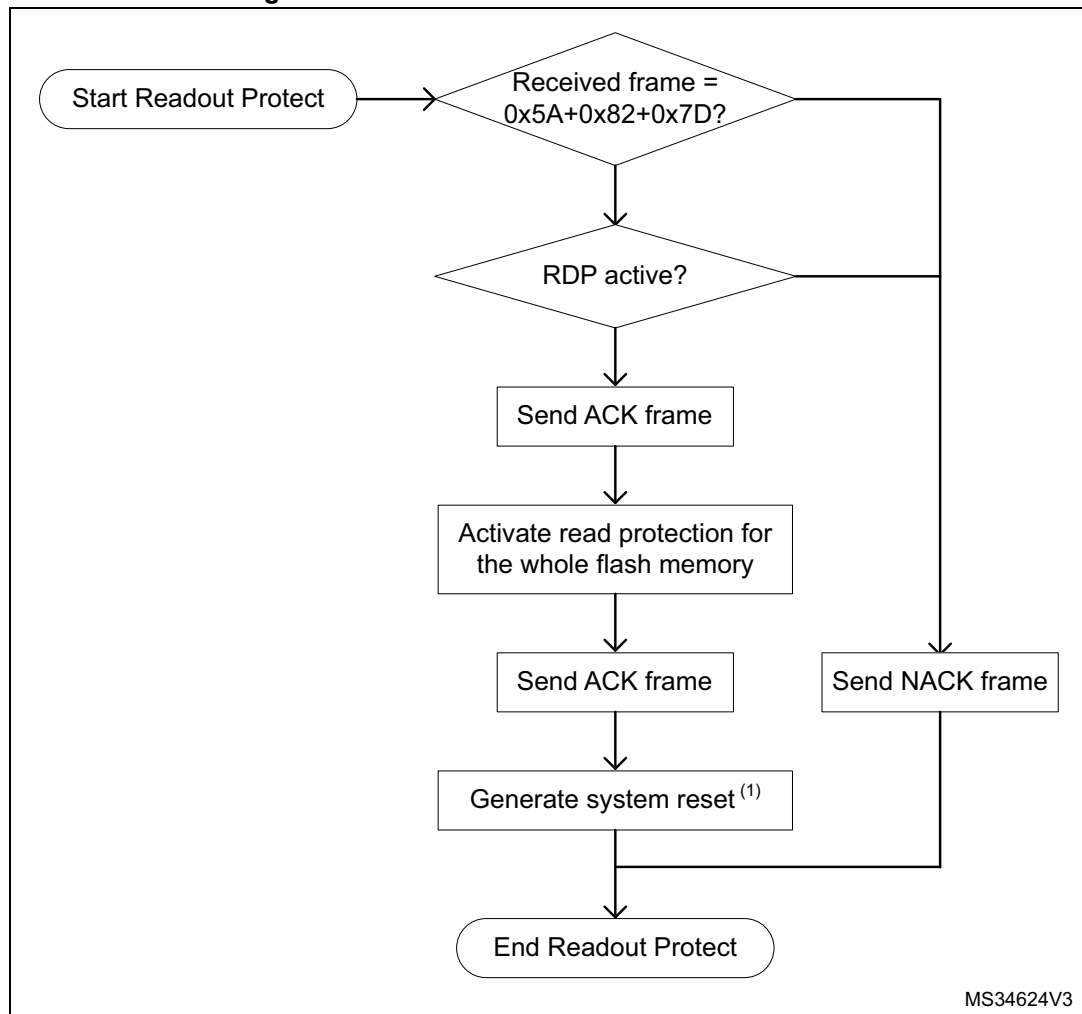 Start Readout Protect
Received frame =
0x5A+0x82+0x7D?
RDP active?
Send ACK frame
Activate read protection for
the whole flash memory
Send ACK frame
Send NACK frame
Generate system reset (1)
End Readout Protect
MS34624V3